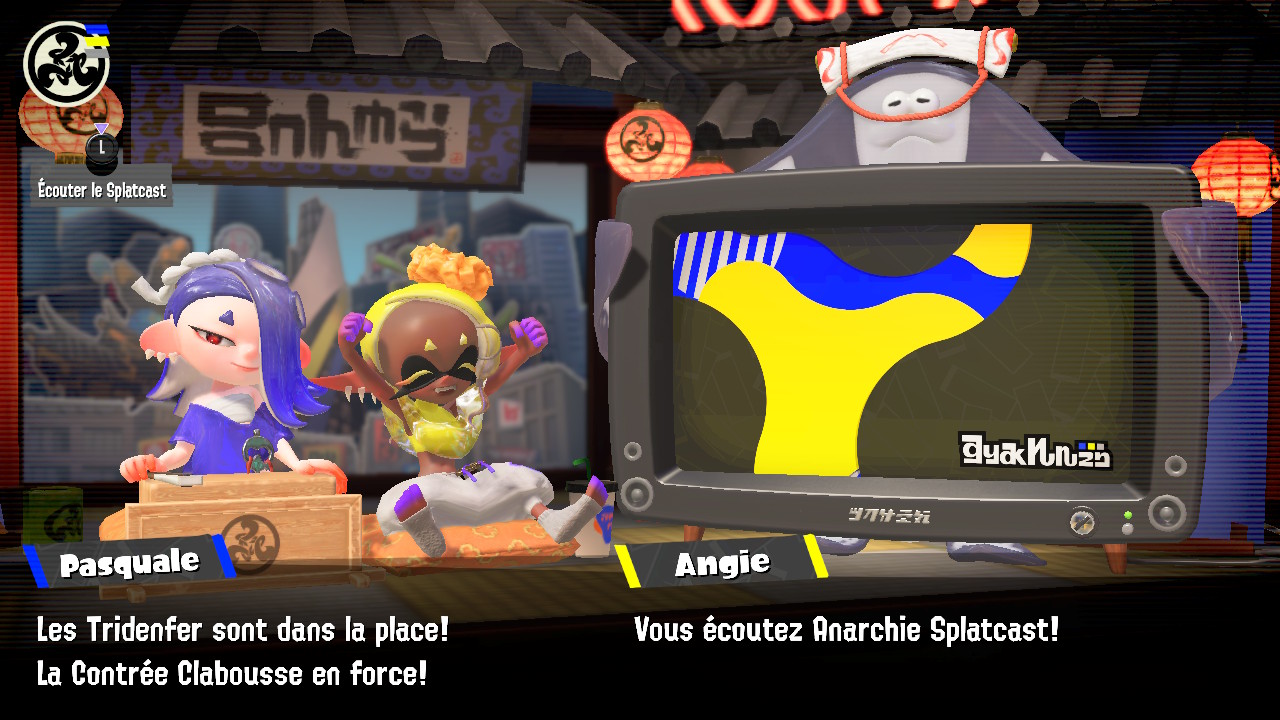 L
Écouter le Splatcast
Pasquale
Les Tridenfer sont dans la place!
La Contrée Clabousse en force!
Angie
Vous écoutez Anarchie Splatcast!